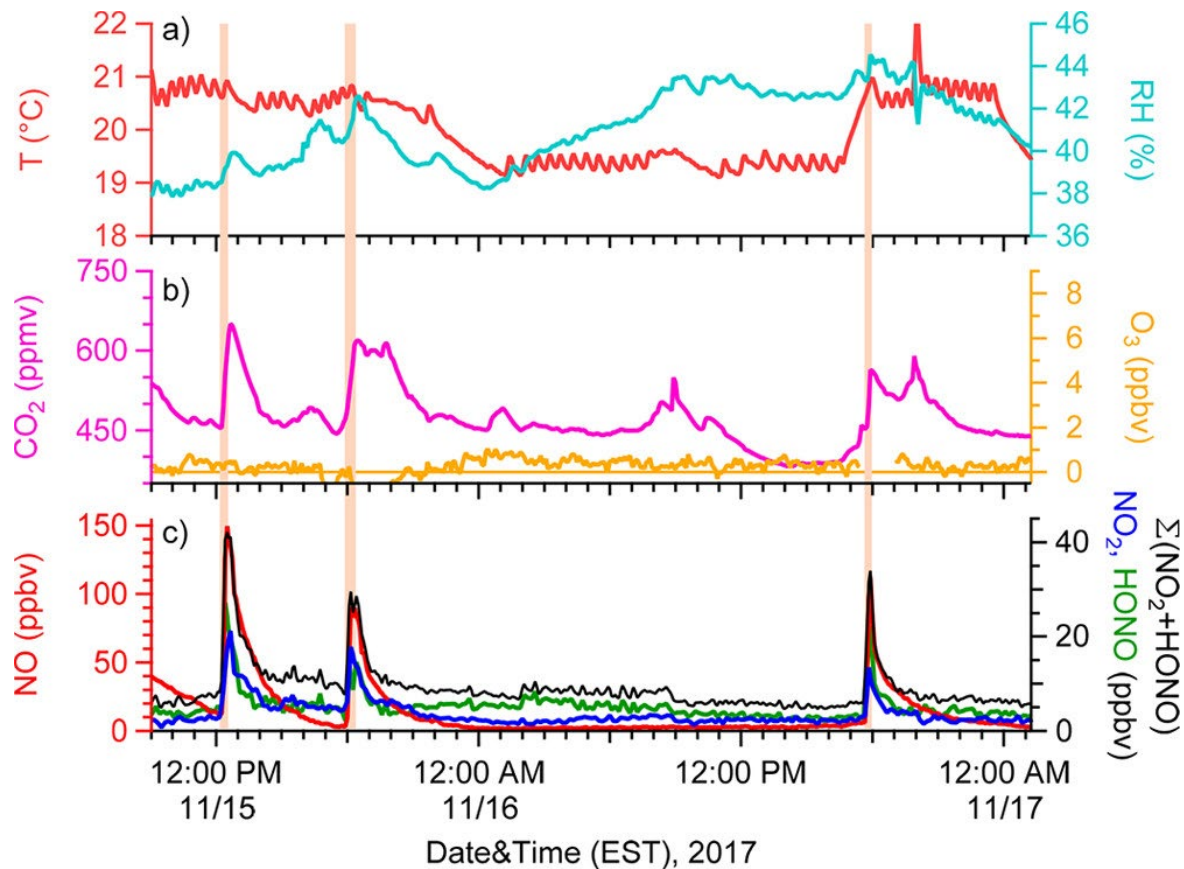 a)
T (°C)
22
21
20
19
18
46
44
42
40
38
36
RH (%)
b)
CO₂ (ppmv)
750
600
450
8
6
4
2
0
O₃ (ppbv)
c)
NO (ppbv)
150
100
50
0
40
20
0
NO₂, HONO (ppbv)
Σ(NO₂+HONO)
12:00 PM 12:00 AM 12:00 PM 12:00 AM
11/15 11/16 11/17
Date&Time (EST), 2017